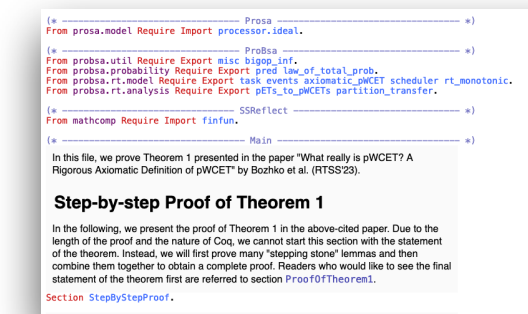 (* ------------------------------ Prosa ------------------------------ *)
From prosa.model Require Import processor.ideal.
(* ------------------------------ ProBsa ----------------------------- *)
From probsa.util Require Export misc bigop_inf.
From probsa.probability Require Export pred law_of_total_prob.
From probsa.rt.model Require Export task events axiomatic_pWCET scheduler rt_monotonic.
From probsa.rt.analysis Require Export pETs_to_pWCETs partition_transfer.
(* ---------------------------- SSReflect ---------------------------- *)
From mathcomp Require Import finfun.
(* ------------------------------- Main ------------------------------ *)
In this file, we prove Theorem 1 presented in the paper "What really is pWCET? A
Rigorous Axiomatic Definition of pWCET" by Bozhko et al. (RTSS'23).
Step-by-step Proof of Theorem 1
In the following, we present the proof of Theorem 1 in the above-cited paper. Due to the
length of the proof and the nature of Coq, we cannot start this section with the statement
of the theorem. Instead, we will first prove many "stepping stone" lemmas and then
combine them together to obtain a complete proof. Readers who would like to see the final
statement of the theorem first are referred to section ProofOfTheorem1.
Section StepByStepProof.